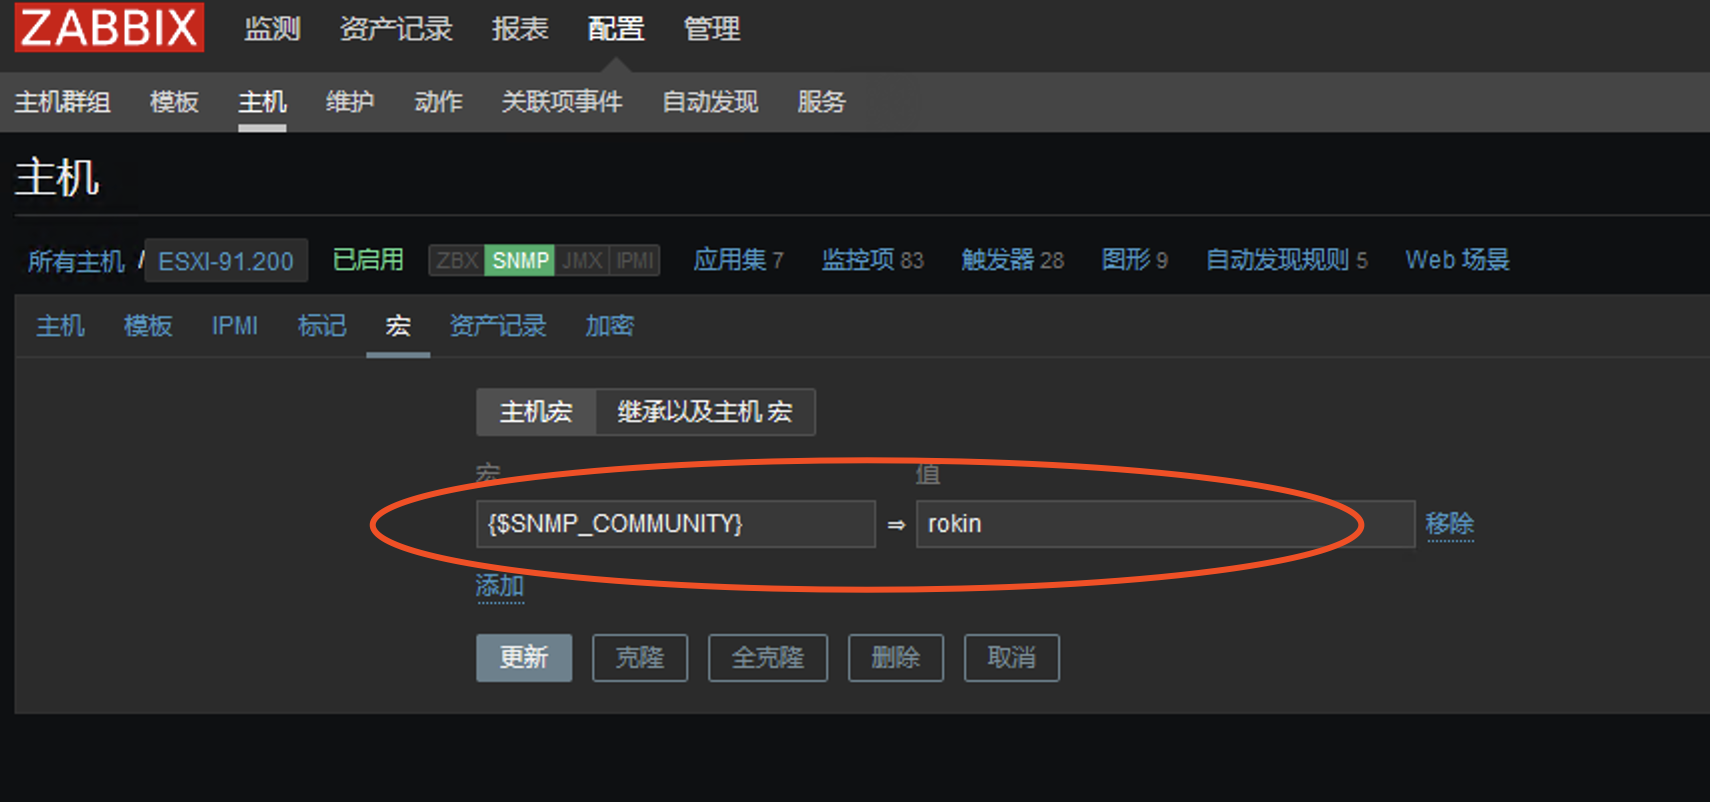 ZABBIX 监测 资产记录 报表 配置 管理
主机群组 模板 主机 维护 动作 关联项事件 自动发现 服务
主机
所有主机 / ESXI-91.200 已启用 ZBX SNMP JMX IPMI 应用集 7 监控项 83 触发器 28 图形 9 自动发现规则 5 Web 场景
主机 模板 IPMI 标记 宏 资产记录 加密
主机宏 继承以及主机 宏
宏 值
{$SNMP_COMMUNITY} ⇒ rokin 移除
添加
更新 克隆 全克隆 删除 取消